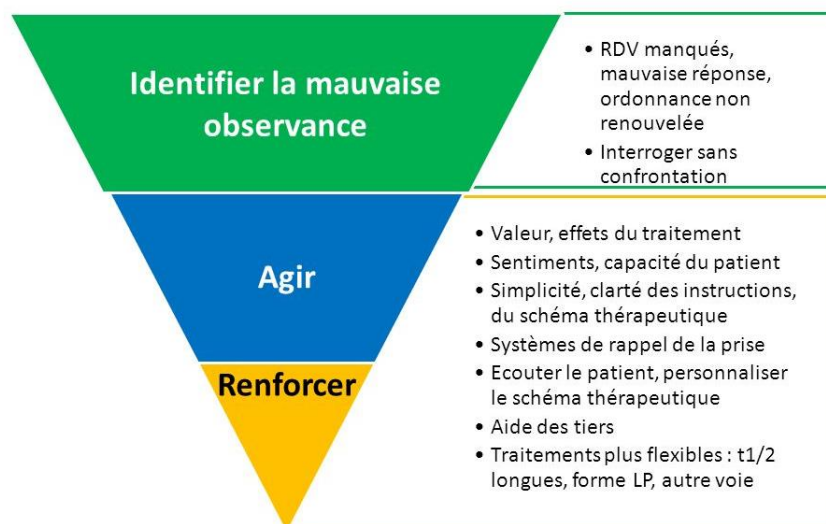 Identifier la mauvaise
observance
• RDV manqués,
mauvaise réponse,
ordonnance non
renouvelée
• Interroger sans
confrontation
Agir
Renforcer
• Valeur, effets du traitement
• Sentiments, capacité du patient
• Simplicité, clarté des instructions,
du schéma thérapeutique
• Systèmes de rappel de la prise
• Ecouter le patient, personnaliser
le schéma thérapeutique
• Aide des tiers
• Traitements plus flexibles : t1/2
longues, forme LP, autre voie